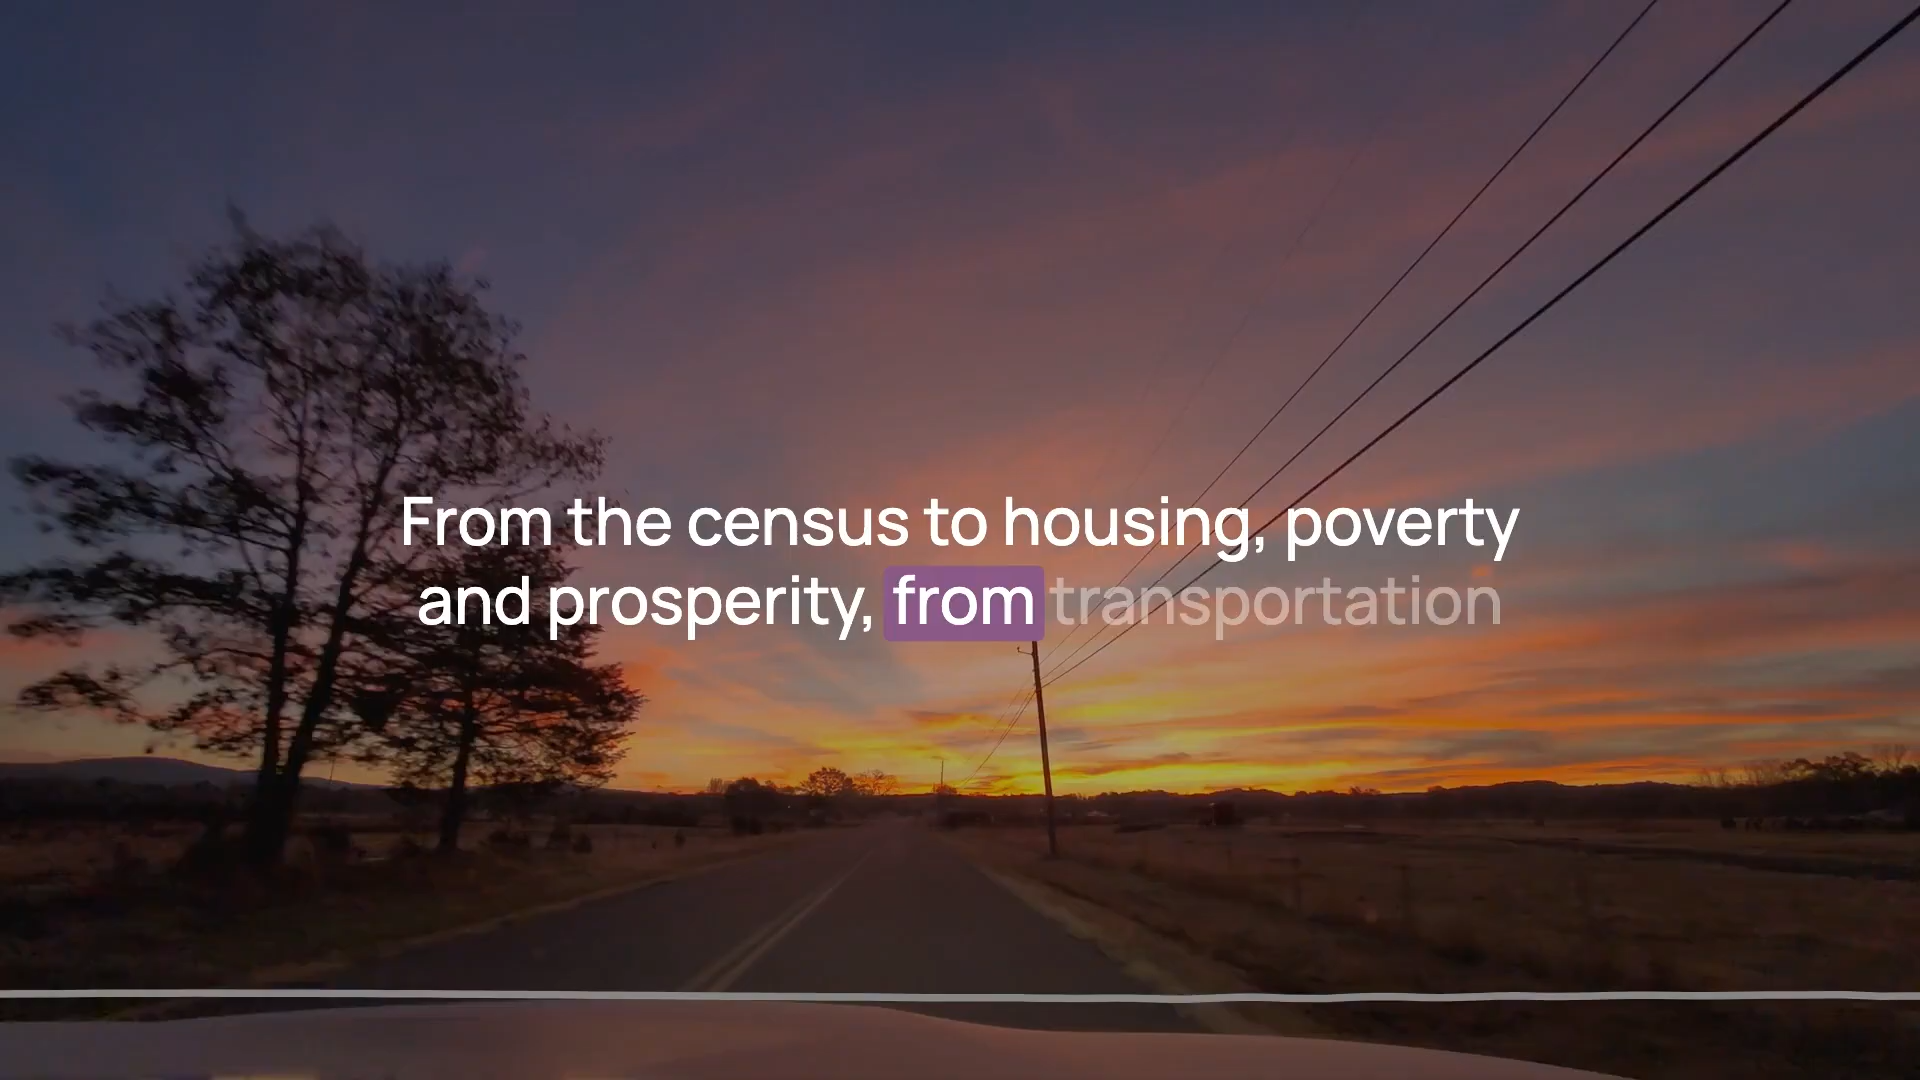 From the census to housing, poverty
and prosperity, from transportation